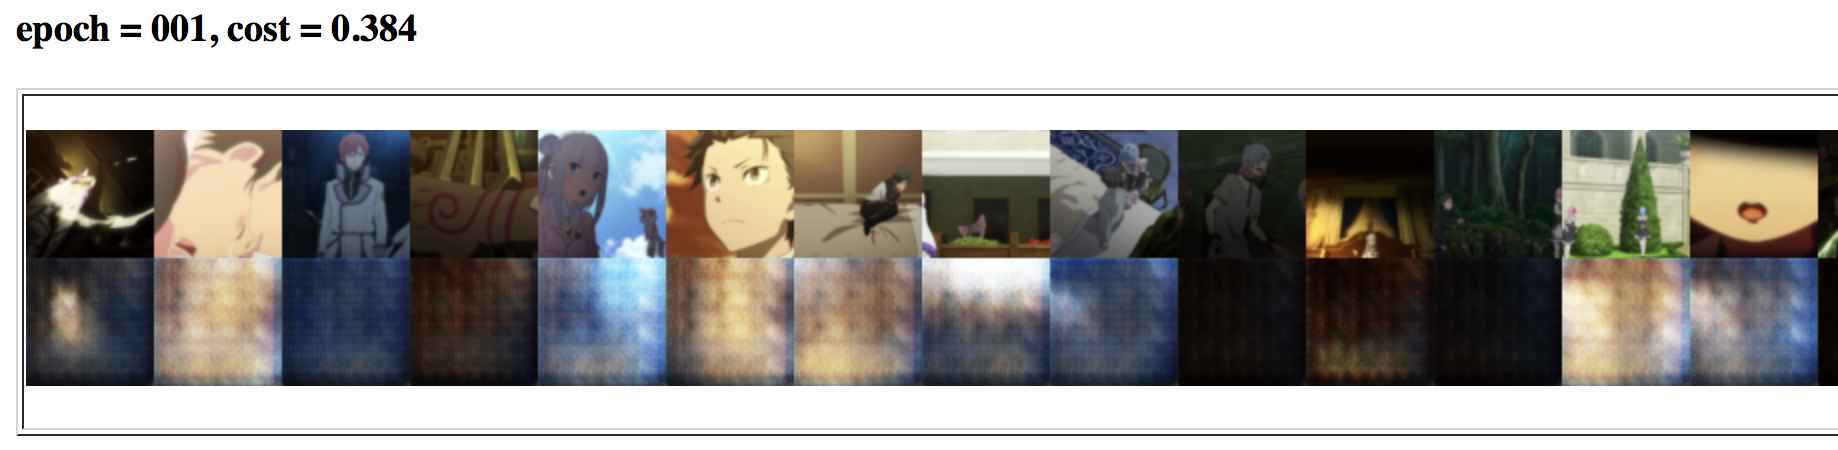 epoch = 001, cost = 0.384